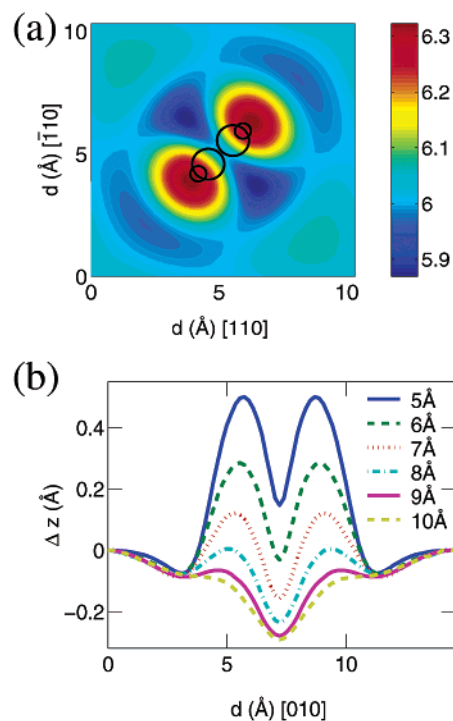 (a)
10
5
0
d (Å) [1̄10]
0
5
10
d (Å) [110]
6.3
6.2
6.1
6
5.9
(b)
0.4
0.2
0
−0.2
Δ z (Å)
5Å
6Å
7Å
8Å
9Å
10Å
0
5
10
d (Å) [010]